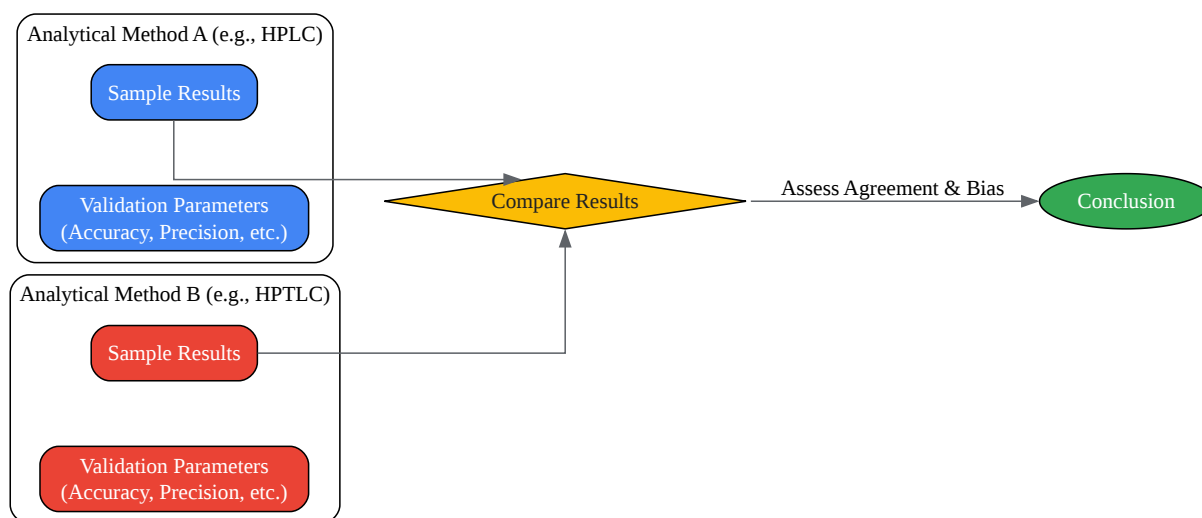 Analytical Method A (e.g., HPLC)
Sample Results
Validation Parameters
(Accuracy, Precision, etc.)
Compare Results
Assess Agreement & Bias
Conclusion
Analytical Method B (e.g., HPTLC)
Sample Results
Validation Parameters
(Accuracy, Precision, etc.)